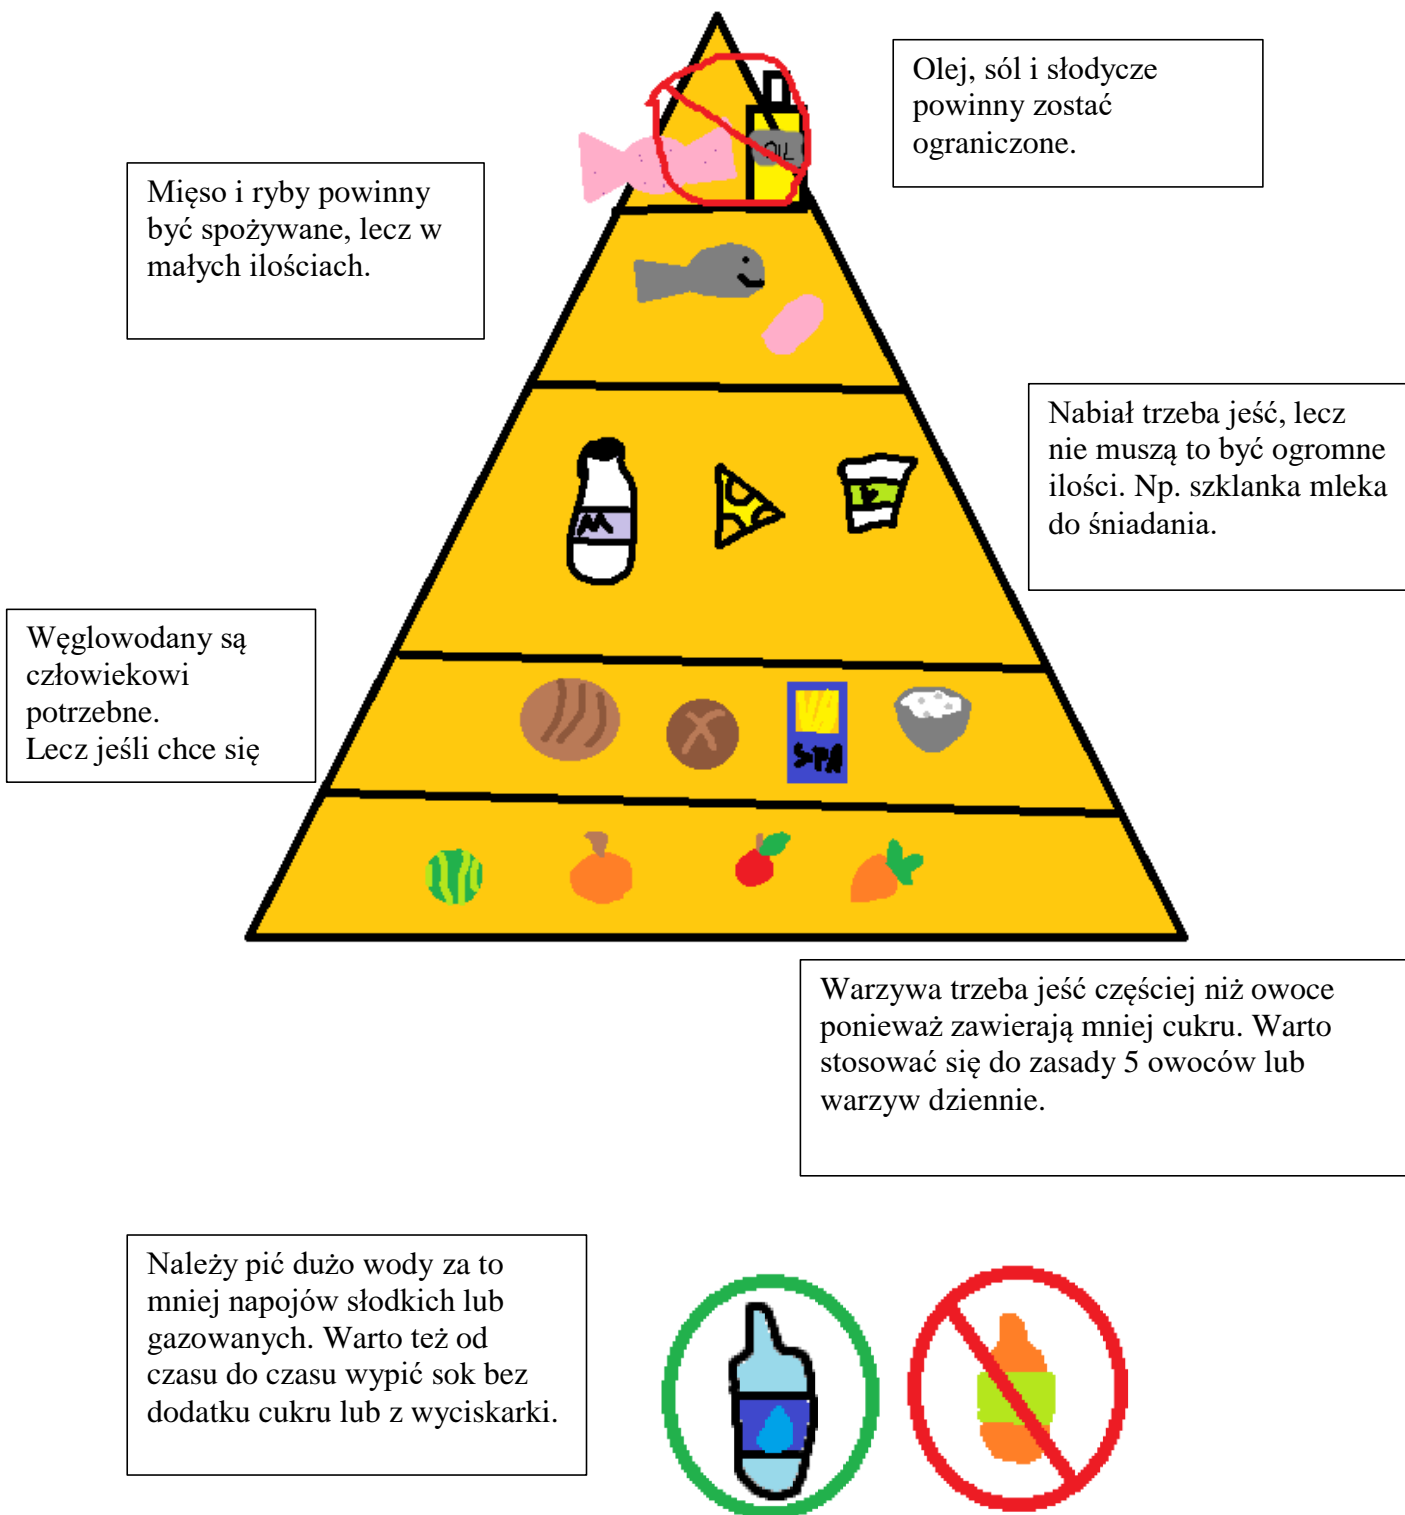 Olej, sól i słodycze
powinny zostać
ograniczone.
OIL
Mięso i ryby powinny
być spożywane, lecz w
małych ilościach.
Nabiał trzeba jeść, lecz
nie muszą to być ogromne
ilości. Np. szklanka mleka
do śniadania.
M
Węglowodany są
człowiekowi
potrzebne.
Lecz jeśli chce się
SPA
Warzywa trzeba jeść częściej niż owoce
ponieważ zawierają mniej cukru. Warto
stosować się do zasady 5 owoców lub
warzyw dziennie.
Należy pić dużo wody za to
mniej napojów słodkich lub
gazowanych. Warto też od
czasu do czasu wypić sok bez
dodatku cukru lub z wyciskarki.